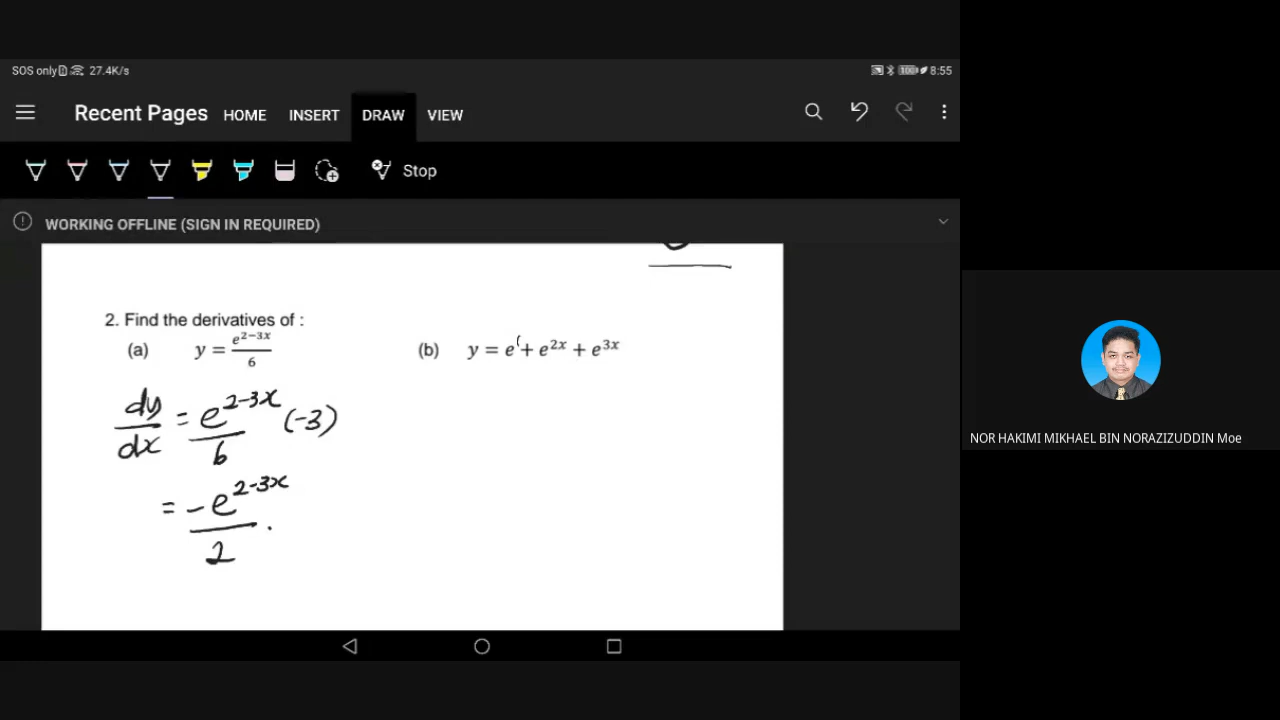 SOS only 27.4K/s 100 8:55
Recent Pages HOME INSERT DRAW VIEW
Stop
WORKING OFFLINE (SIGN IN REQUIRED)
2. Find the derivatives of :
(a) y = e^{2−3x}/6 (b) y = e^{(} + e^{2x} + e^{3x}
dy/dx = e^{2-3x}/6 (-3)
= -e^{2-3x}/2 .
NOR HAKIMI MIKHAEL BIN NORAZIZUDDIN Moe